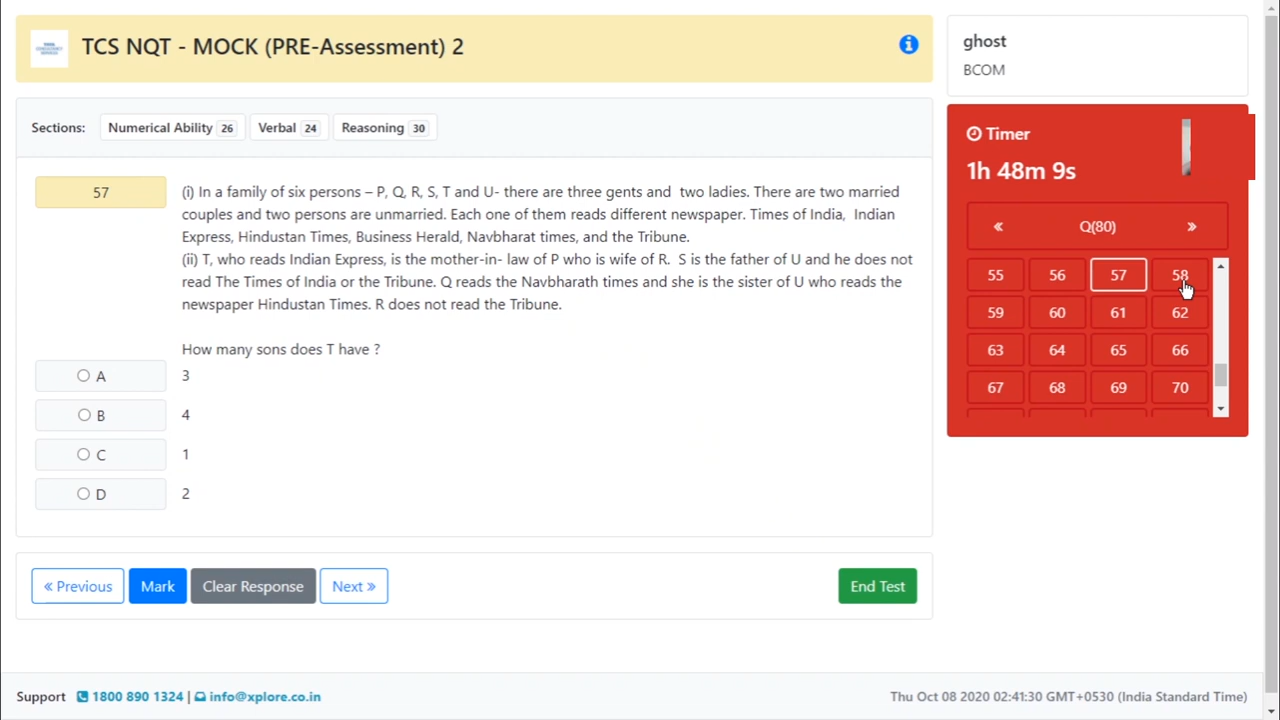 TCS NQT - MOCK (PRE-Assessment) 2
ghost
BCOM
Sections: Numerical Ability 26 Verbal 24 Reasoning 30
Timer
1h 48m 9s
« Q(80) »
55 56 57 58
59 60 61 62
63 64 65 66
67 68 69 70
57
(i) In a family of six persons – P, Q, R, S, T and U- there are three gents and two ladies. There are two married
couples and two persons are unmarried. Each one of them reads different newspaper. Times of India, Indian
Express, Hindustan Times, Business Herald, Navbharat times, and the Tribune.
(ii) T, who reads Indian Express, is the mother-in- law of P who is wife of R. S is the father of U and he does not
read The Times of India or the Tribune. Q reads the Navbharath times and she is the sister of U who reads the
newspaper Hindustan Times. R does not read the Tribune.
How many sons does T have ?
A 3
B 4
C 1
D 2
« Previous Mark Clear Response Next » End Test
Support 1800 890 1324 | info@xplore.co.in
Thu Oct 08 2020 02:41:30 GMT+0530 (India Standard Time)